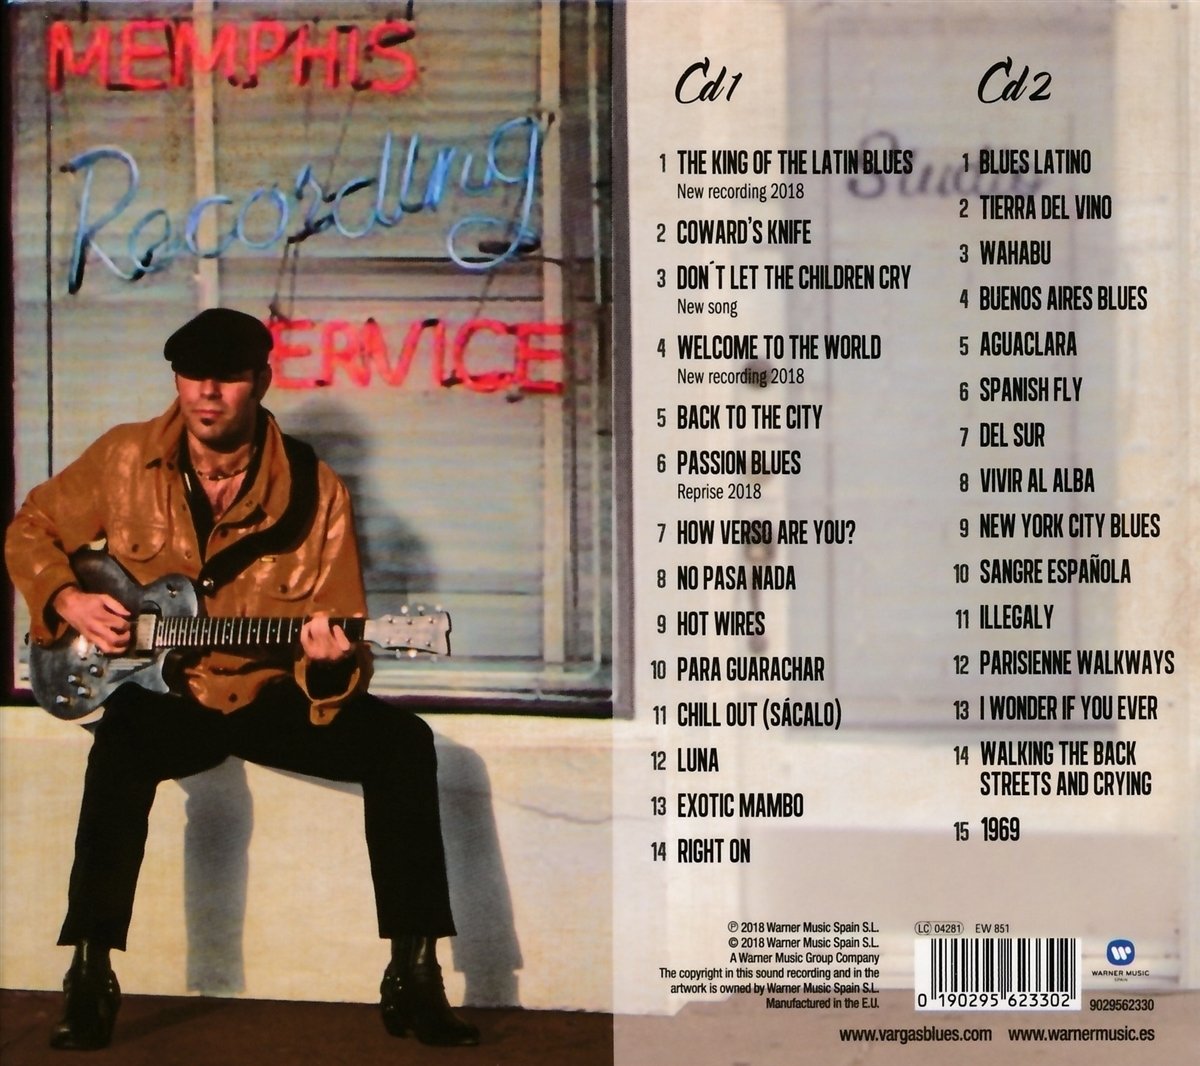 MEMPHIS
Recording
SERVICE
Studio
Cd 1
1 THE KING OF THE LATIN BLUES
New recording 2018
2 COWARD'S KNIFE
3 DON´T LET THE CHILDREN CRY
New song
4 WELCOME TO THE WORLD
New recording 2018
5 BACK TO THE CITY
6 PASSION BLUES
Reprise 2018
7 HOW VERSO ARE YOU?
8 NO PASA NADA
9 HOT WIRES
10 PARA GUARACHAR
11 CHILL OUT (SÁCALO)
12 LUNA
13 EXOTIC MAMBO
14 RIGHT ON
Cd 2
1 BLUES LATINO
2 TIERRA DEL VINO
3 WAHABU
4 BUENOS AIRES BLUES
5 AGUACLARA
6 SPANISH FLY
7 DEL SUR
8 VIVIR AL ALBA
9 NEW YORK CITY BLUES
10 SANGRE ESPAÑOLA
11 ILLEGALY
12 PARISIENNE WALKWAYS
13 I WONDER IF YOU EVER
14 WALKING THE BACK
STREETS AND CRYING
15 1969
℗ 2018 Warner Music Spain S.L.
© 2018 Warner Music Spain S.L.
A Warner Music Group Company
The copyright in this sound recording and in the
artwork is owned by Warner Music Spain S.L.
Manufactured in the E.U.
LC 04281 EW 851
0 190295 623302
WARNER MUSIC
SPAIN
9029562330
www.vargasblues.com www.warnermusic.es